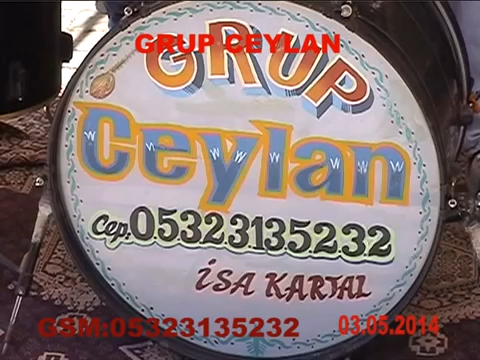 GRUP CEYLAN
GRUP
Ceylan
Cep.05323135232
İSA KARTAL
GSM:05323135232
03.05.2014